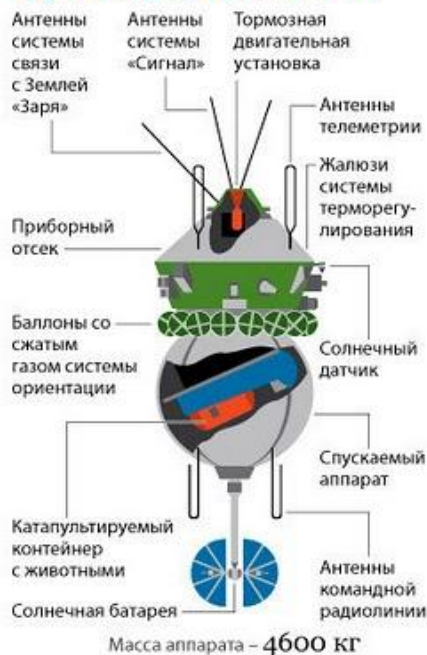 Антенны
системы
связи
с Землей
«Заря»
Антенны
системы
«Сигнал»
Тормозная
двигательная
установка
Антенны
телеметрии
Жалюзи
системы
терморегу-
лирования
Приборный
отсек
Баллоны со
сжатым
газом системы
ориентации
Солнечный
датчик
Спускаемый
аппарат
Катапультируемый
контейнер
с животными
Антенны
командной
радиолинии
Солнечная батарея
Масса аппарата – 4600 кг